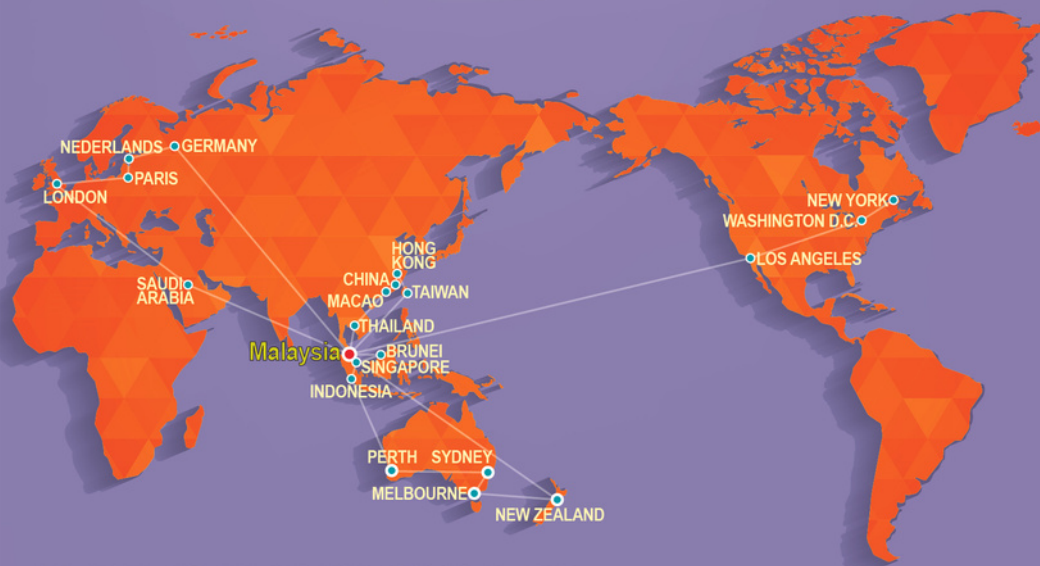 NEDERLANDS
GERMANY
PARIS
LONDON
SAUDI
ARABIA
HONG
KONG
CHINA
MACAO
TAIWAN
THAILAND
Malaysia
BRUNEI
SINGAPORE
INDONESIA
PERTH
SYDNEY
MELBOURNE
NEW ZEALAND
NEW YORK
WASHINGTON D.C.
LOS ANGELES